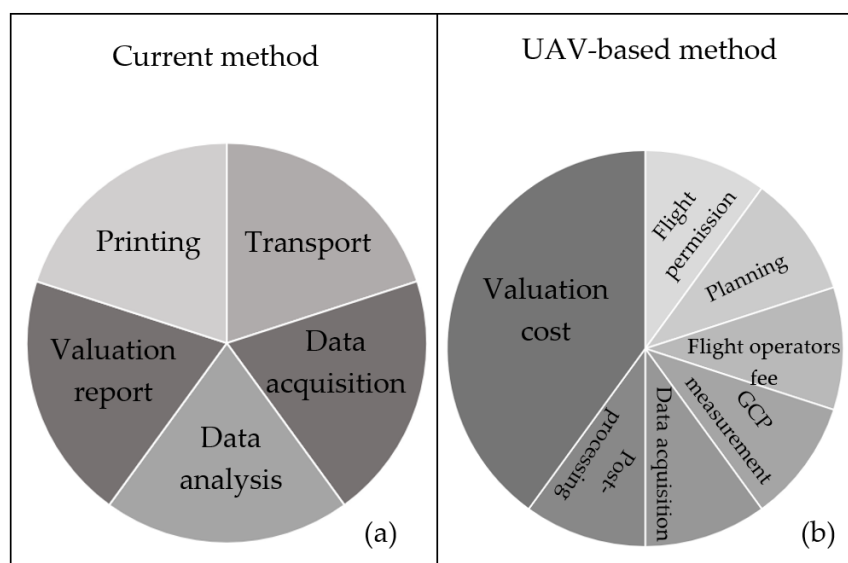 Current method
Printing
Transport
Valuation
report
Data
acquisition
Data
analysis
(a)
UAV-based method
Valuation
cost
Flight
permission
Planning
Flight operators
fee
GCP
measurement
Data acquisition
Post-
processing
(b)